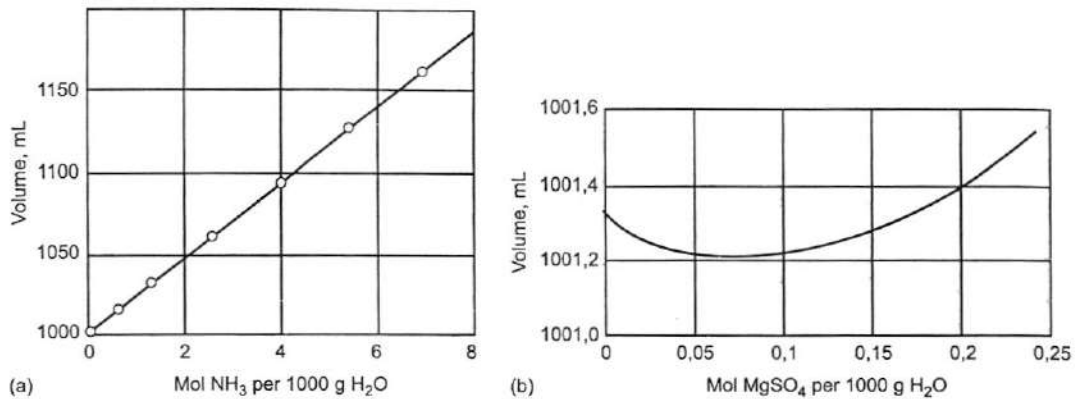 1150
1100
1050
1000
Volume, mL
0 2 4 6 8
(a) Mol NH₃ per 1000 g H₂O
1001,6
1001,4
1001,2
1001,0
Volume, mL
0 0,05 0,1 0,15 0,2 0,25
(b) Mol MgSO₄ per 1000 g H₂O